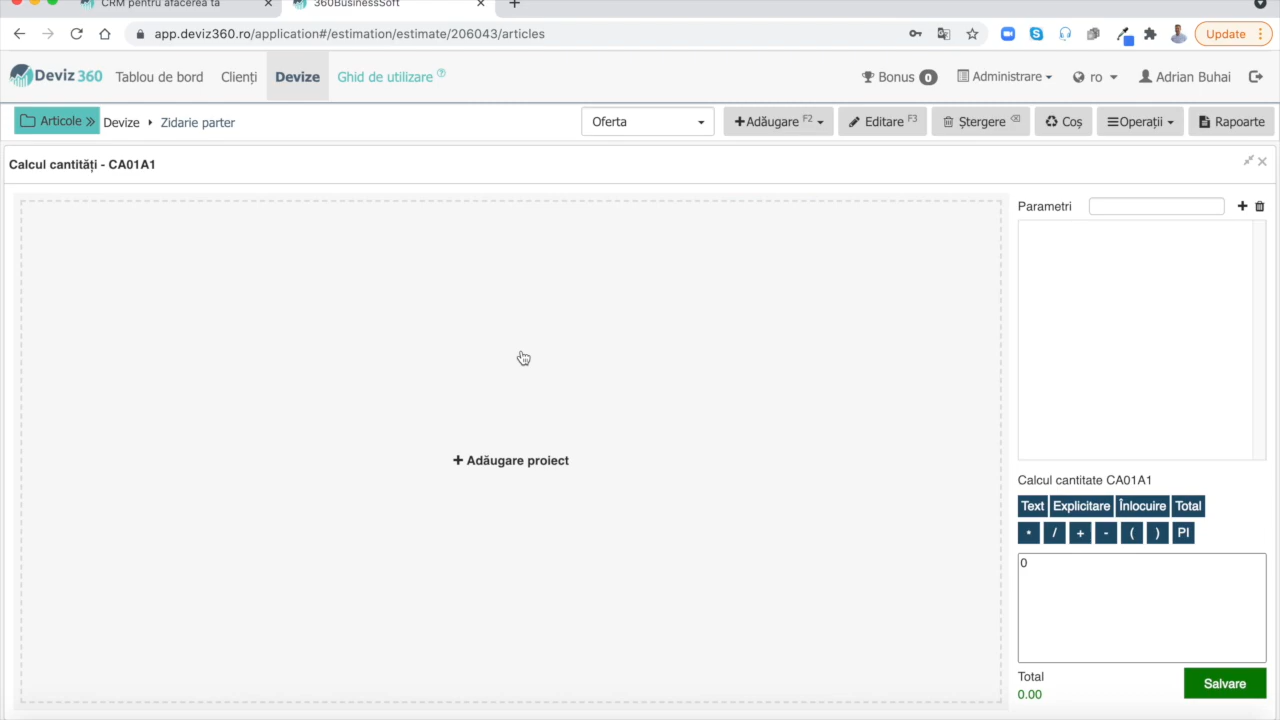 CRM pentru afacerea ta
360BusinessSoft
app.deviz360.ro/application#/estimation/estimate/206043/articles
Update
Deviz 360
Tablou de bord
Clienți
Devize
Ghid de utilizare ?
Bonus 0
Administrare
ro
Adrian Buhai
Articole »
Devize
Zidarie parter
Oferta
+Adăugare F2
Editare F3
Ștergere
Coș
Operații
Rapoarte
Calcul cantități - CA01A1
Parametri
+ Adăugare proiect
Calcul cantitate CA01A1
Text Explicitare Înlocuire Total
* / + - ( ) PI
0
Total
0.00
Salvare